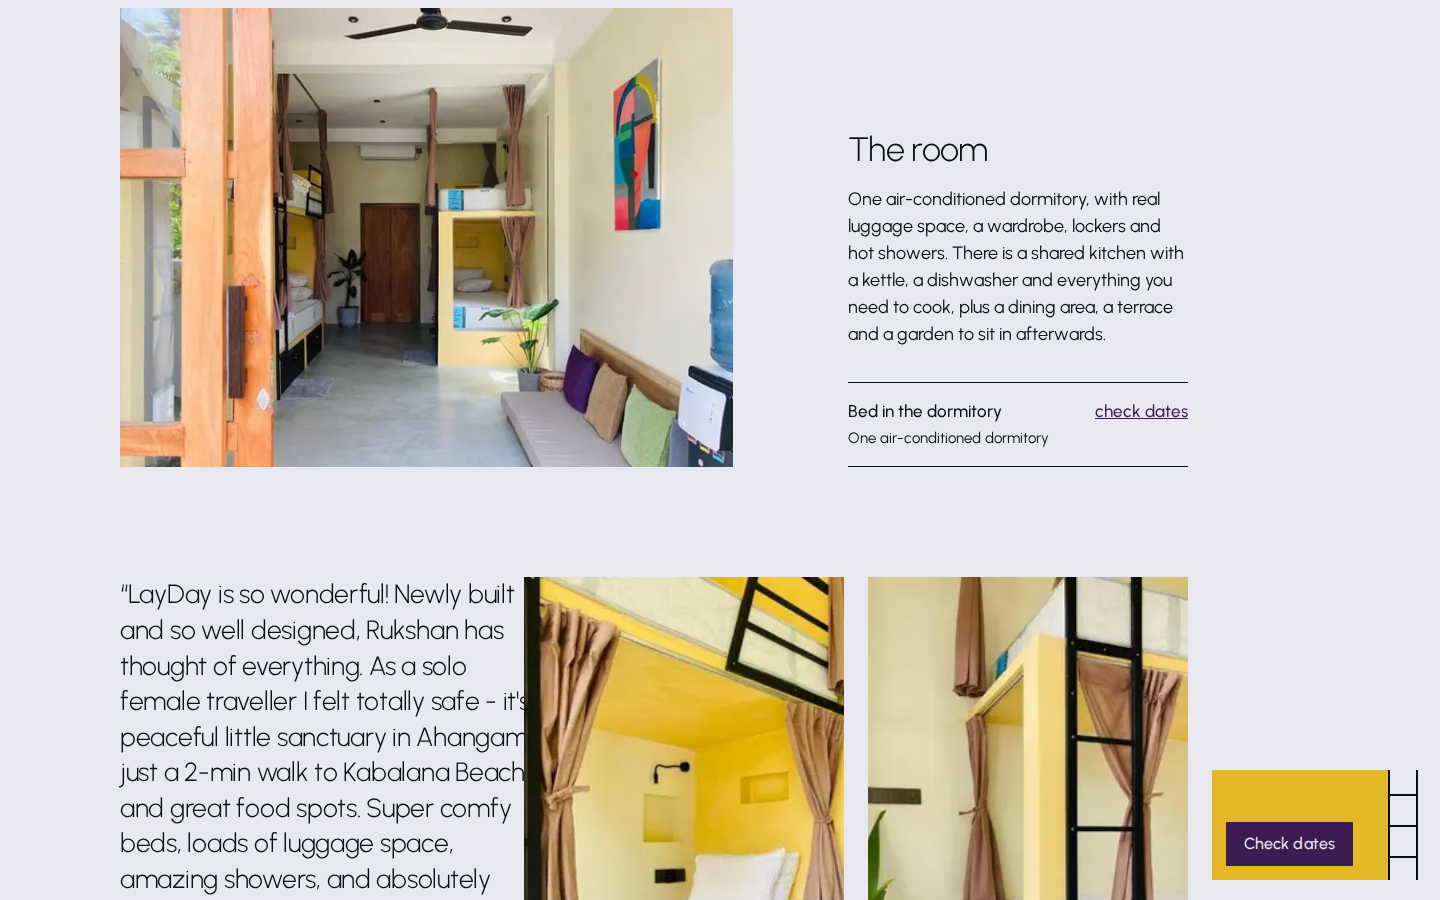 The room
One air-conditioned dormitory, with real
luggage space, a wardrobe, lockers and
hot showers. There is a shared kitchen with
a kettle, a dishwasher and everything you
need to cook, plus a dining area, a terrace
and a garden to sit in afterwards.
Bed in the dormitory
check dates
One air-conditioned dormitory
“LayDay is so wonderful! Newly built
and so well designed, Rukshan has
thought of everything. As a solo
female traveller I felt totally safe - it's
peaceful little sanctuary in Ahangam
just a 2-min walk to Kabalana Beach
and great food spots. Super comfy
beds, loads of luggage space,
amazing showers, and absolutely
Check dates